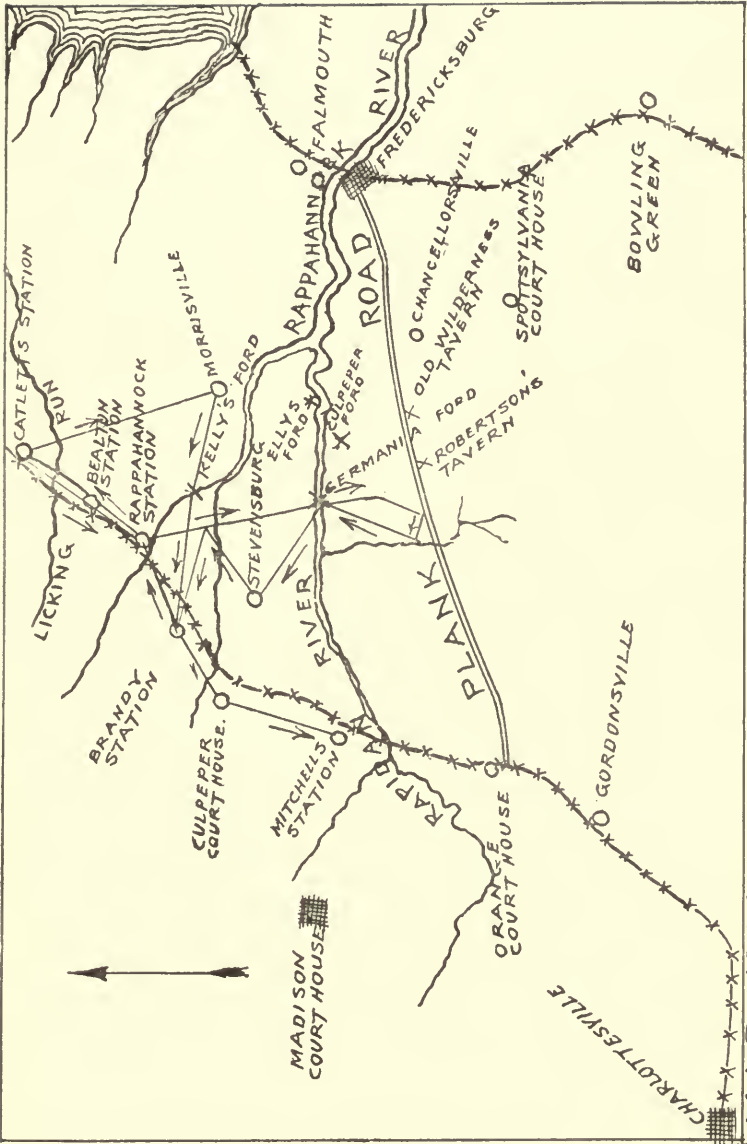 CATLETTS STATION
LICKING RUN
BEALTON STATION
RAPPAHANNOCK
STATION
MORRISVILLE
KELLY'S FORD
BRANDY
STATION
STEVENSBURG
CULPEPER
COURT HOUSE.
MITCHELLS
STATION
ELLYS
FORD
CULPEPER
FORD
GERMANIA FORD
RAPPAHANNOCK RIVER
FALMOUTH
FREDERICKSBURG
RAPIDAN RIVER
PLANK ROAD
CHANCELLORSVILLE
OLD WILDERNESS
TAVERN
ROBERTSONS'
TAVERN
SPOTTSYLVANIA
COURT HOUSE
BOWLING
GREEN
MADISON
COURT HOUSE
ORANGE
COURT HOUSE
GORDONSVILLE
CHARLOTTESVILLE